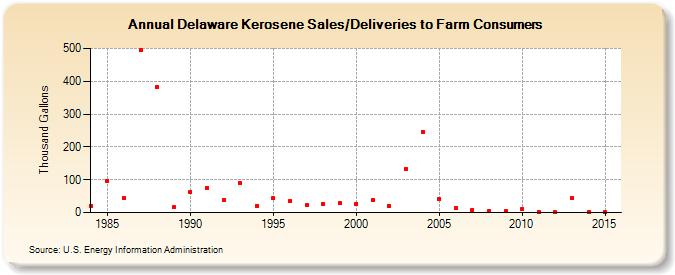 Annual Delaware Kerosene Sales/Deliveries to Farm Consumers
Thousand Gallons
500
400
300
200
100
0
1985 1990 1995 2000 2005 2010 2015
Source: U.S. Energy Information Administration